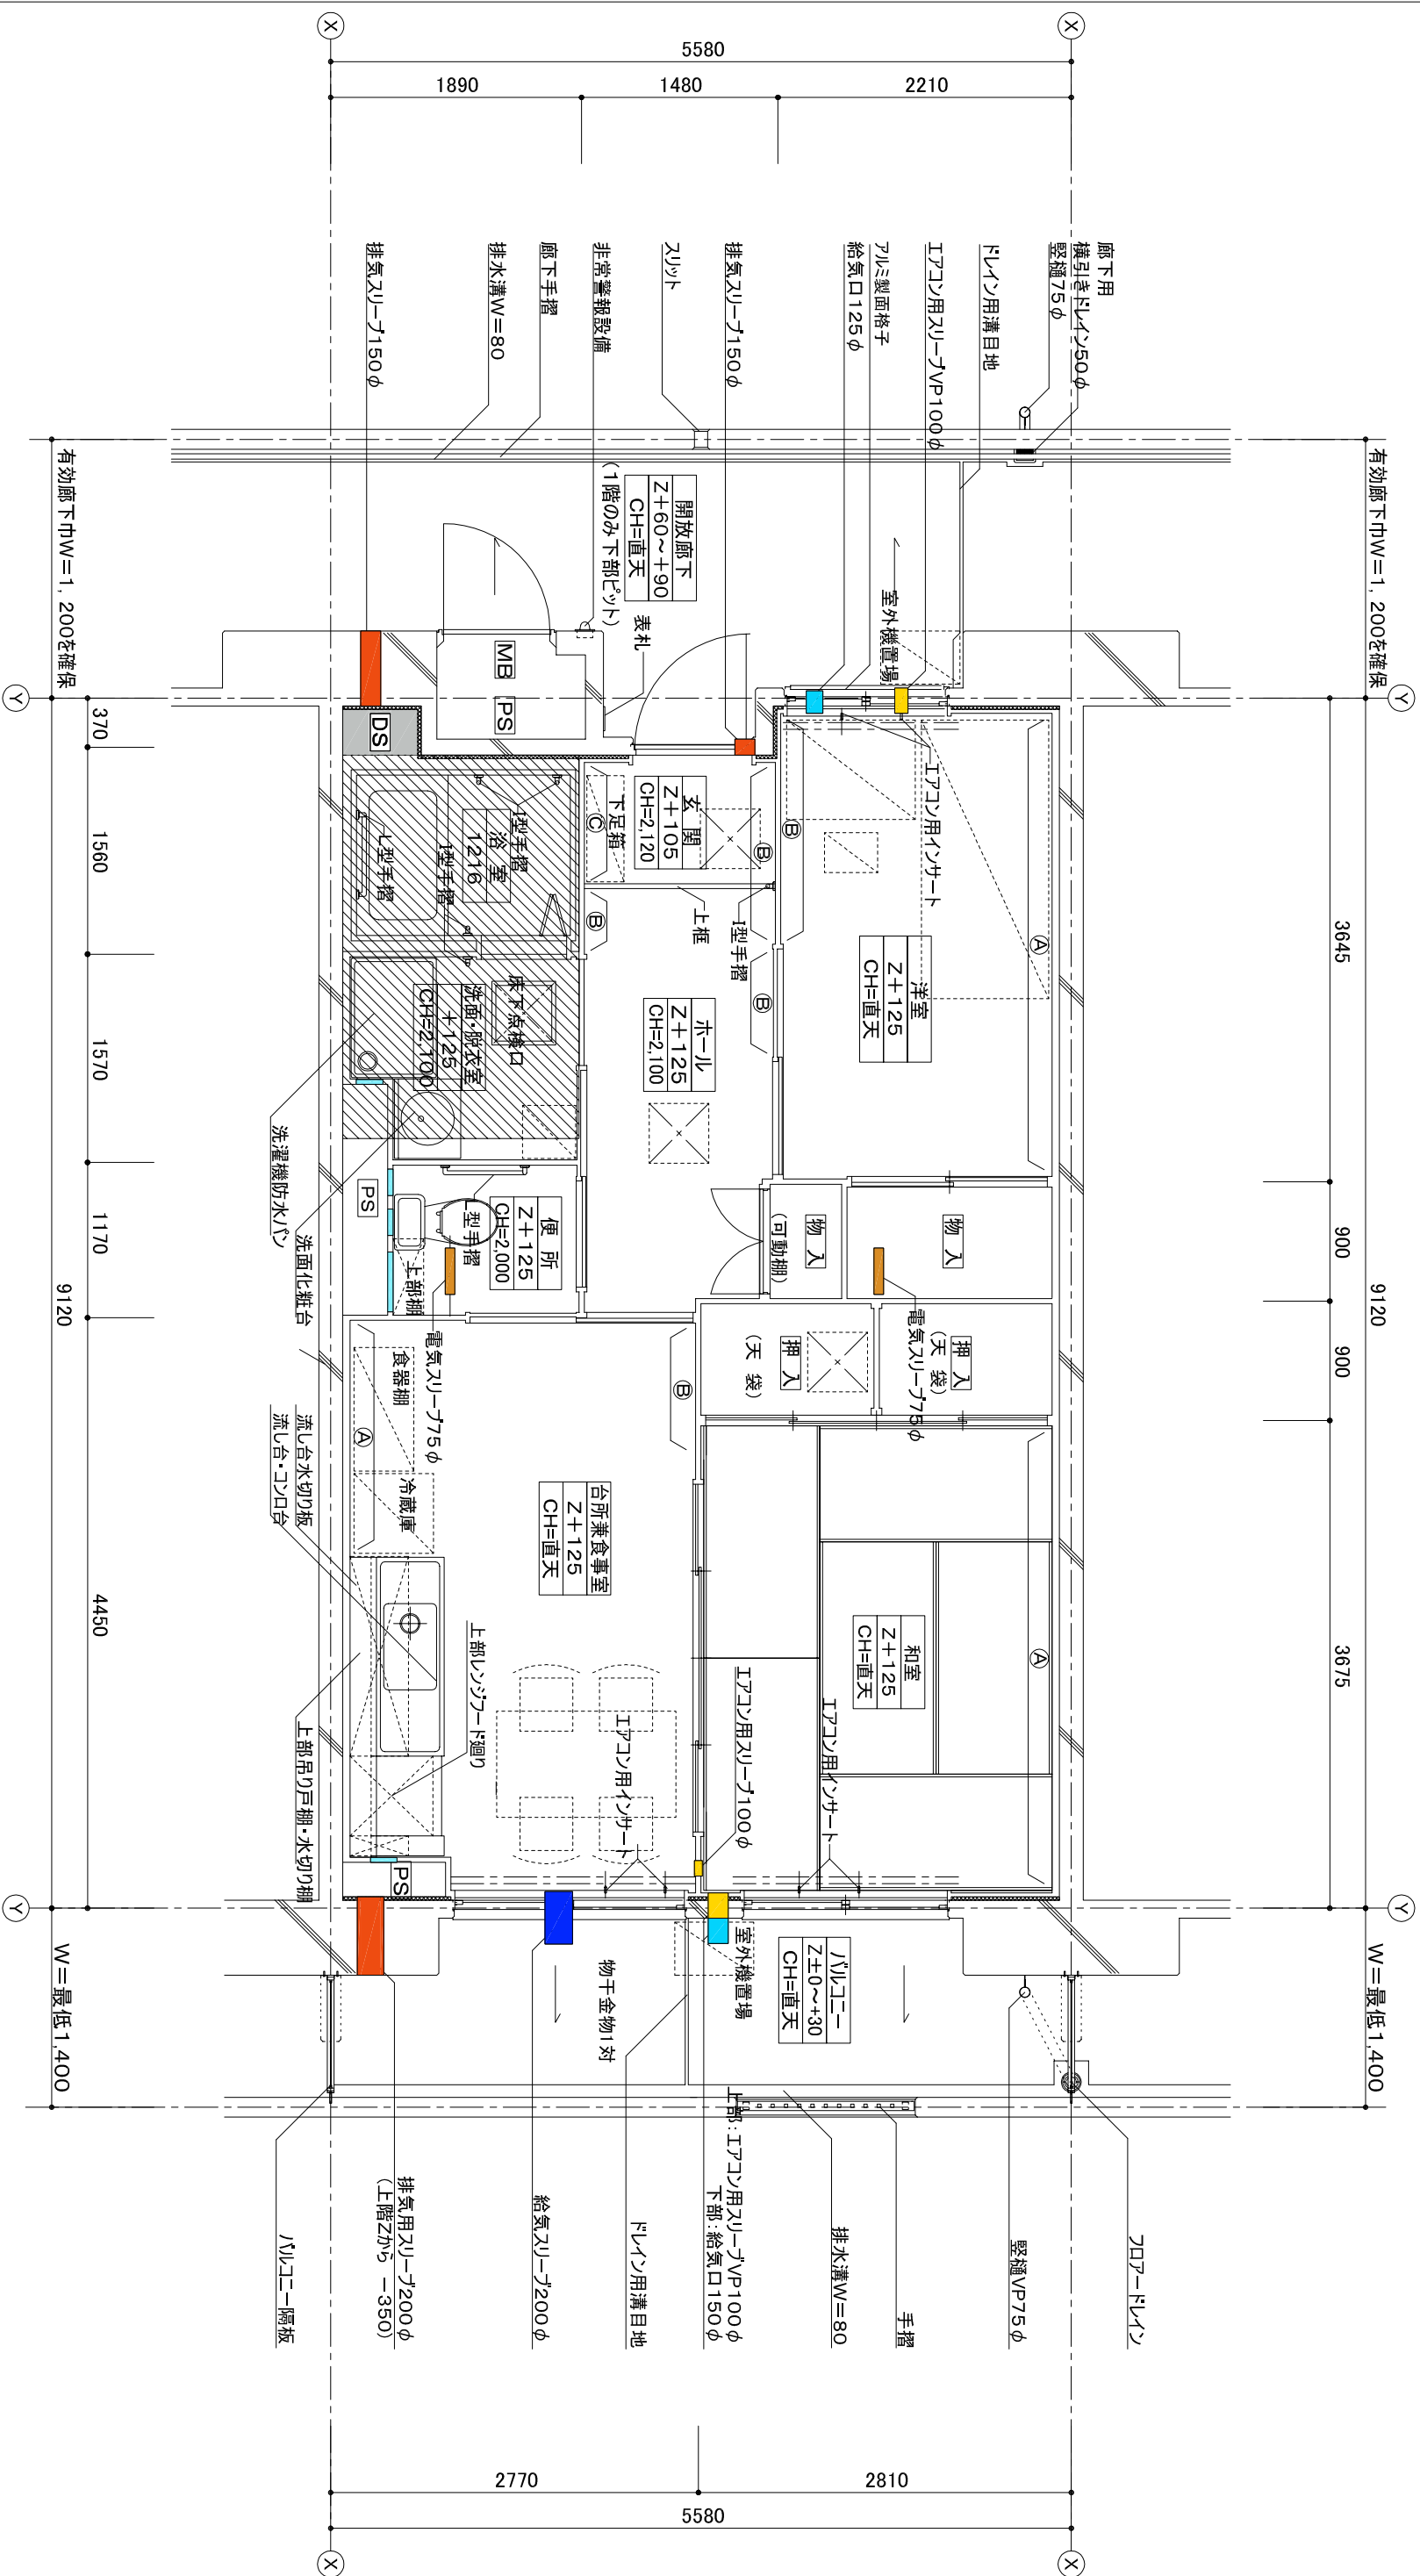 X
X
5580
1890
1480
2210
排気スリーブ150φ
排水溝W=80
廊下手摺
非常警報設備
スリット
排気スリーブ150φ
給気口125φ
アルミ製面格子
エアコン用スリーブVP100φ
ドレイン用溝目地
廊下用
横引きドレイン50φ
竪樋75φ
有効廊下巾W=1,200を確保
有効廊下巾W=1,200を確保
開放廊下
Z+60~+90
CH=直天
(1階のみ下部ピット)
表札
室外機置場
MB
PS
Y
Y
370
1560
1570
1170
4450
9120
3645
900
900
3675
9120
DS
エアコン用インサート
玄 関
Z+105
CH=2,120
下足箱
C
B
B
A
I型手摺
浴 室
1216
I型手摺
L型手摺
上框
I型手摺
B
B
洋室
Z+125
CH=直天
ホール
Z+125
CH=2,100
床下点検口
洗面・脱衣室
+125
CH=2,100
洗濯機防水パン
洗面化粧台
PS
便 所
Z+125
CH=2,000
L型手摺
上部棚
電気スリーブ75φ
物 入
物 入
(可動棚)
電気スリーブ75φ
押 入
(天 袋)
押 入
(天 袋)
B
食器棚
A
冷蔵庫
流し台水切り板
流し台・コンロ台
台所兼食事室
Z+125
CH=直天
和室
Z+125
CH=直天
A
上部レンジフード廻り
上部吊り戸棚・水切り棚
エアコン用インサート
エアコン用スリーブ100φ
エアコン用インサート
PS
Y
Y
W=最低1,400
W=最低1,400
室外機置場
バルコニー
Z±0~+30
CH=直天
物干金物1対
バルコニー隔板
排気用スリーブ200φ
(上階Zから -350)
給気スリーブ200φ
ドレイン用溝目地
上部:エアコン用スリーブVP100φ
下部:給気口150φ
排水溝W=80
手摺
竪樋VP75φ
フロアードレイン
2770
2810
5580
X
X